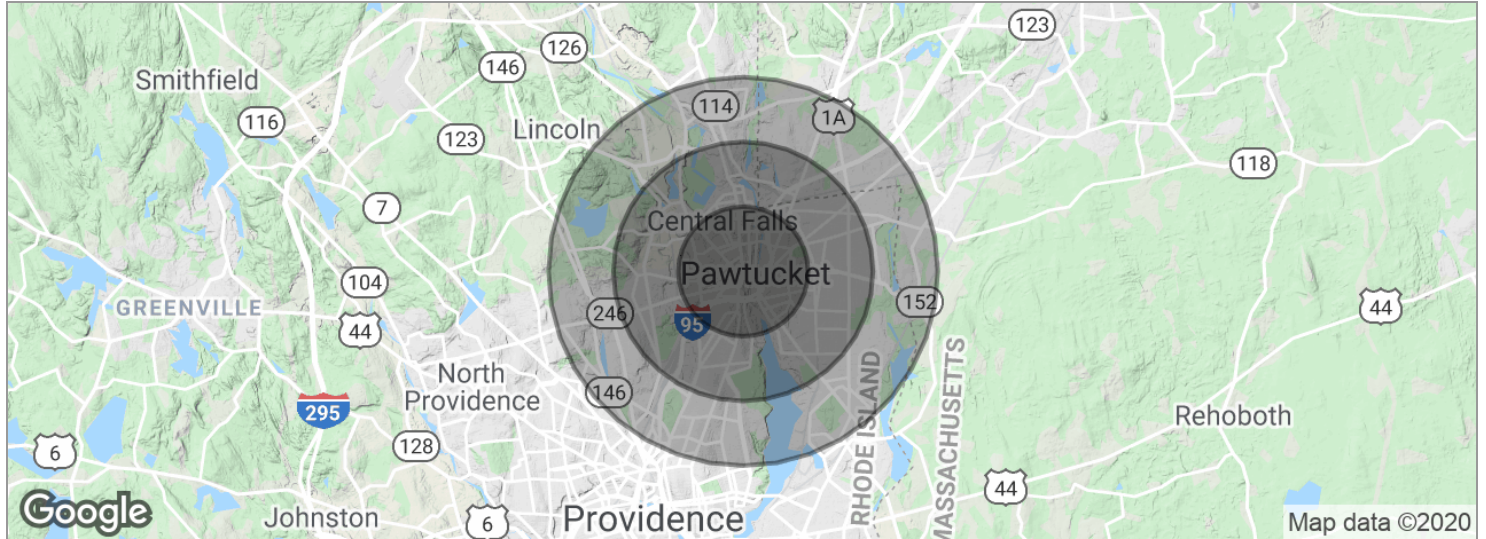 123
126
146
Smithfield
114
1A
116
Lincoln
123
118
7
Central Falls
Pawtucket
104
GREENVILLE
44
246
95
152
44
North
Providence
146
295
128
6
RHODE ISLAND
MASSACHUSETTS
Rehoboth
44
Google
Johnston
6
Providence
Map data ©2020